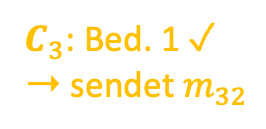 C₃: Bed. 1 ✓
→ sendet m₃₂